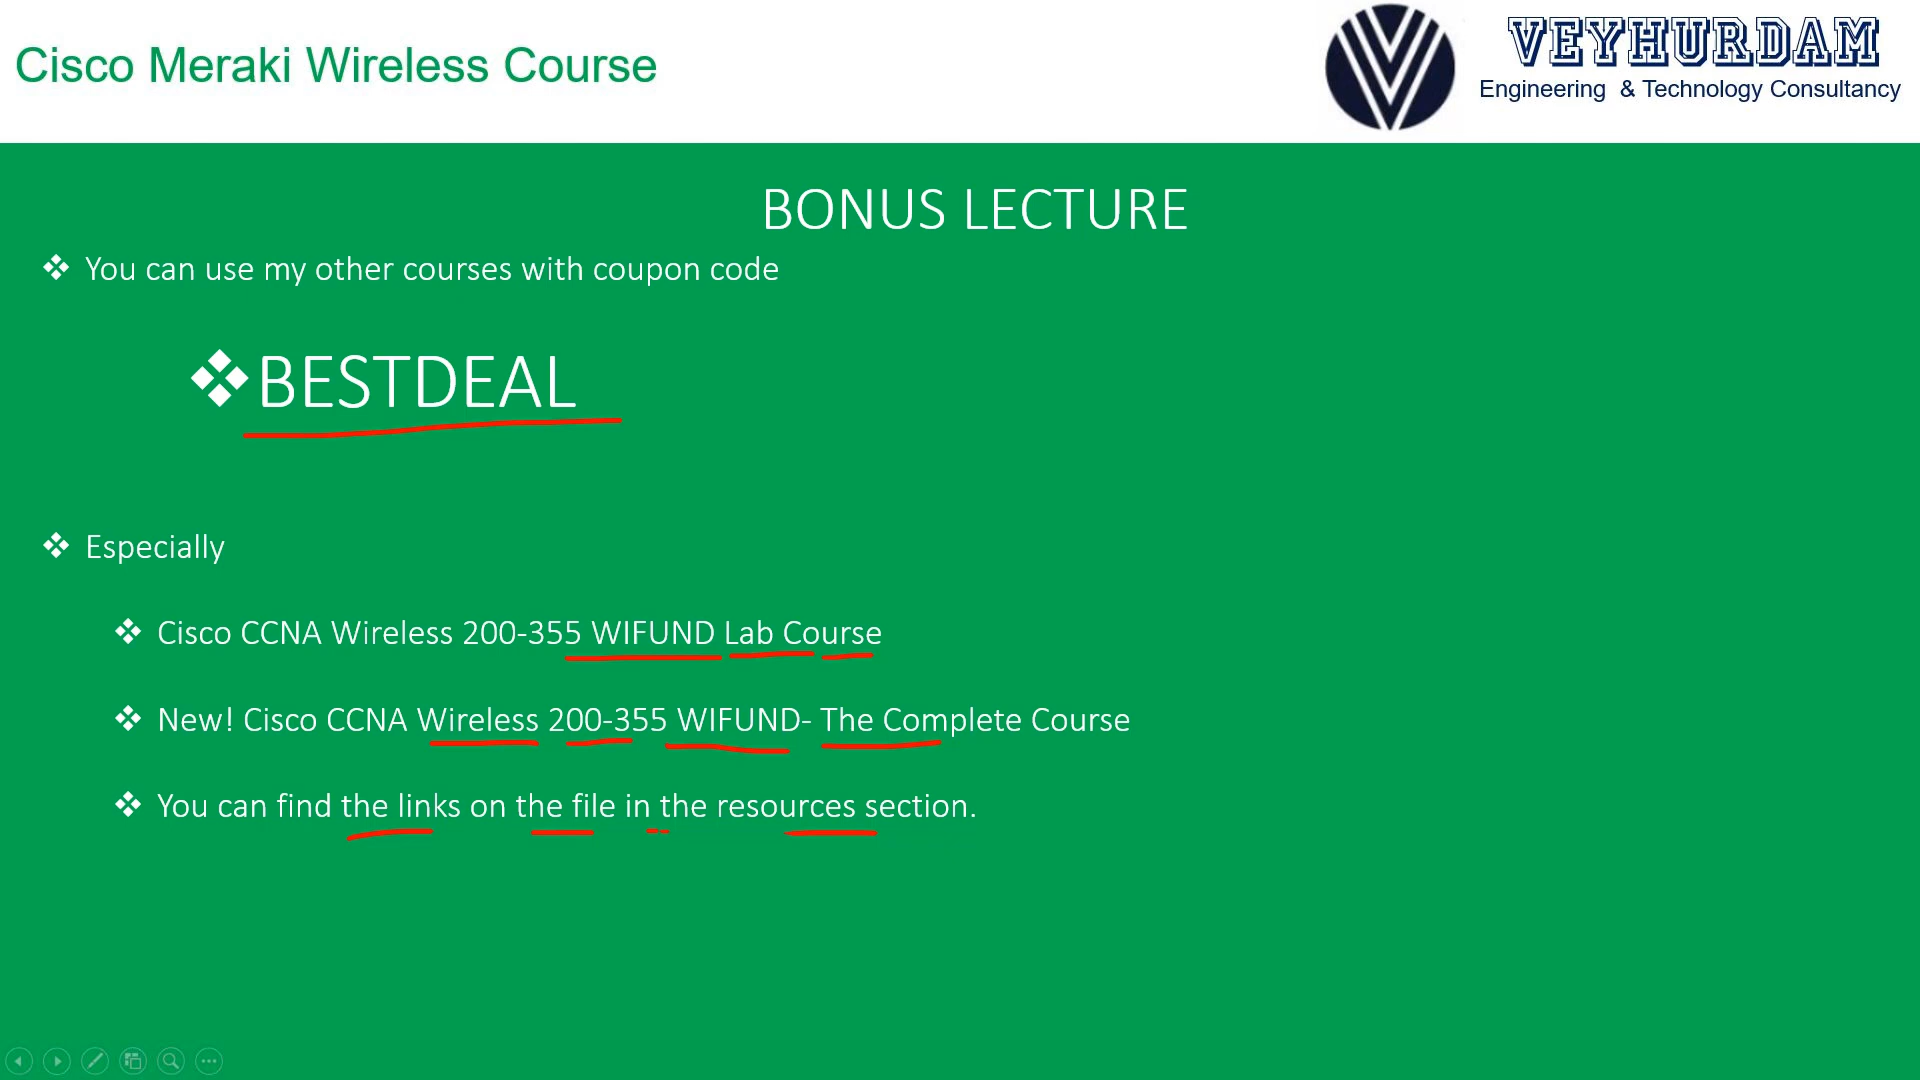 Cisco Meraki Wireless Course
VEYHURDAM
Engineering & Technology Consultancy
BONUS LECTURE
❖ You can use my other courses with coupon code
❖BESTDEAL
❖ Especially
❖ Cisco CCNA Wireless 200-355 WIFUND Lab Course
❖ New! Cisco CCNA Wireless 200-355 WIFUND- The Complete Course
❖ You can find the links on the file in the resources section.